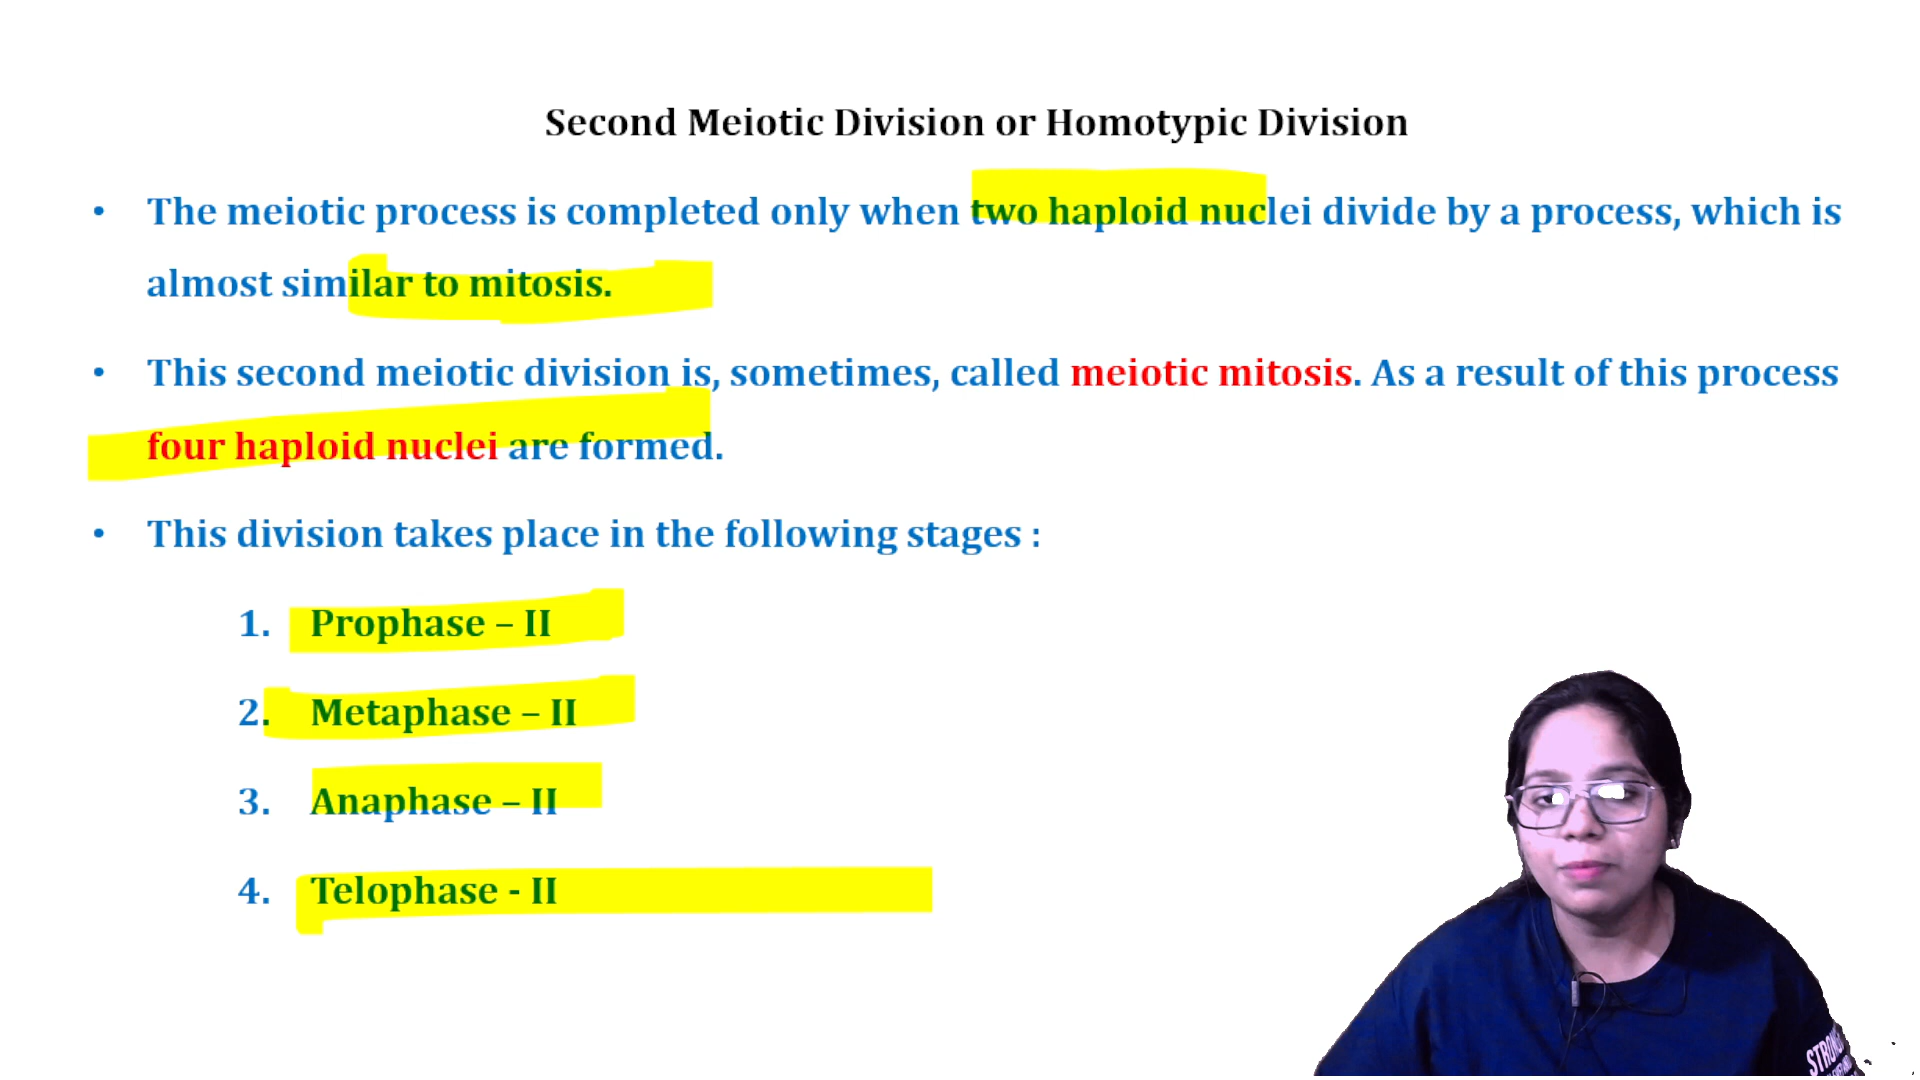 Second Meiotic Division or Homotypic Division
• The meiotic process is completed only when two haploid nuclei divide by a process, which is
almost similar to mitosis.
• This second meiotic division is, sometimes, called meiotic mitosis. As a result of this process
four haploid nuclei are formed.
• This division takes place in the following stages :
1. Prophase – II
2. Metaphase – II
3. Anaphase – II
4. Telophase - II